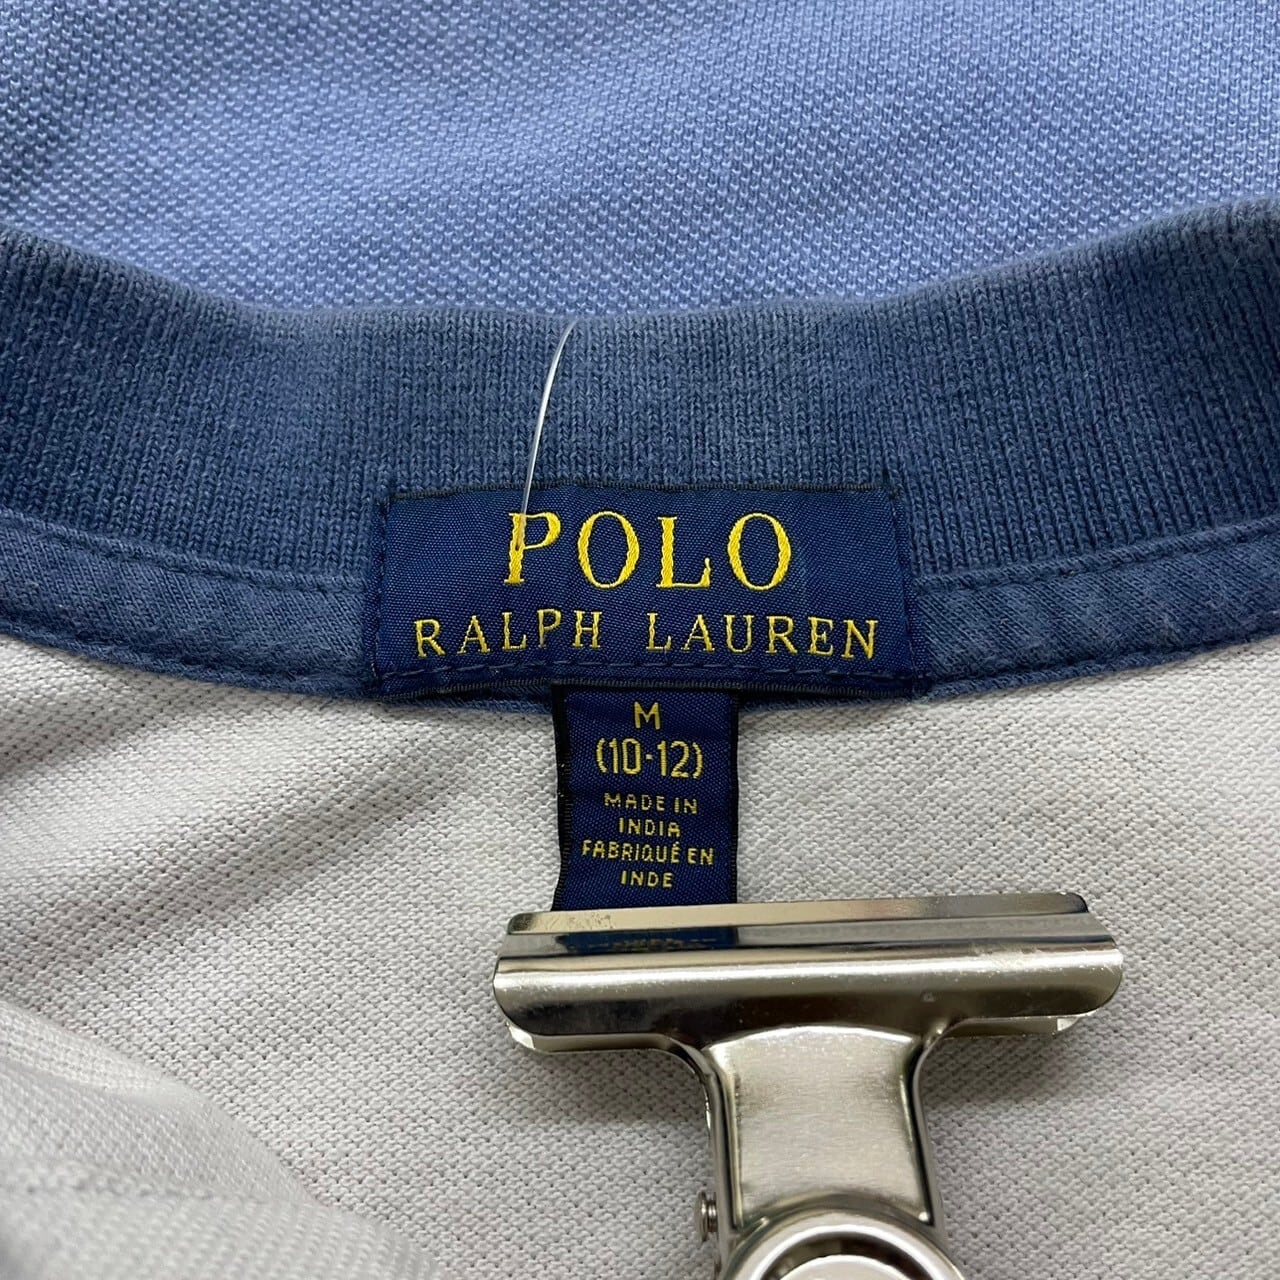 POLO
RALPH LAUREN
M
(10-12)
MADE IN
INDIA
FABRIQUÉ EN
INDE